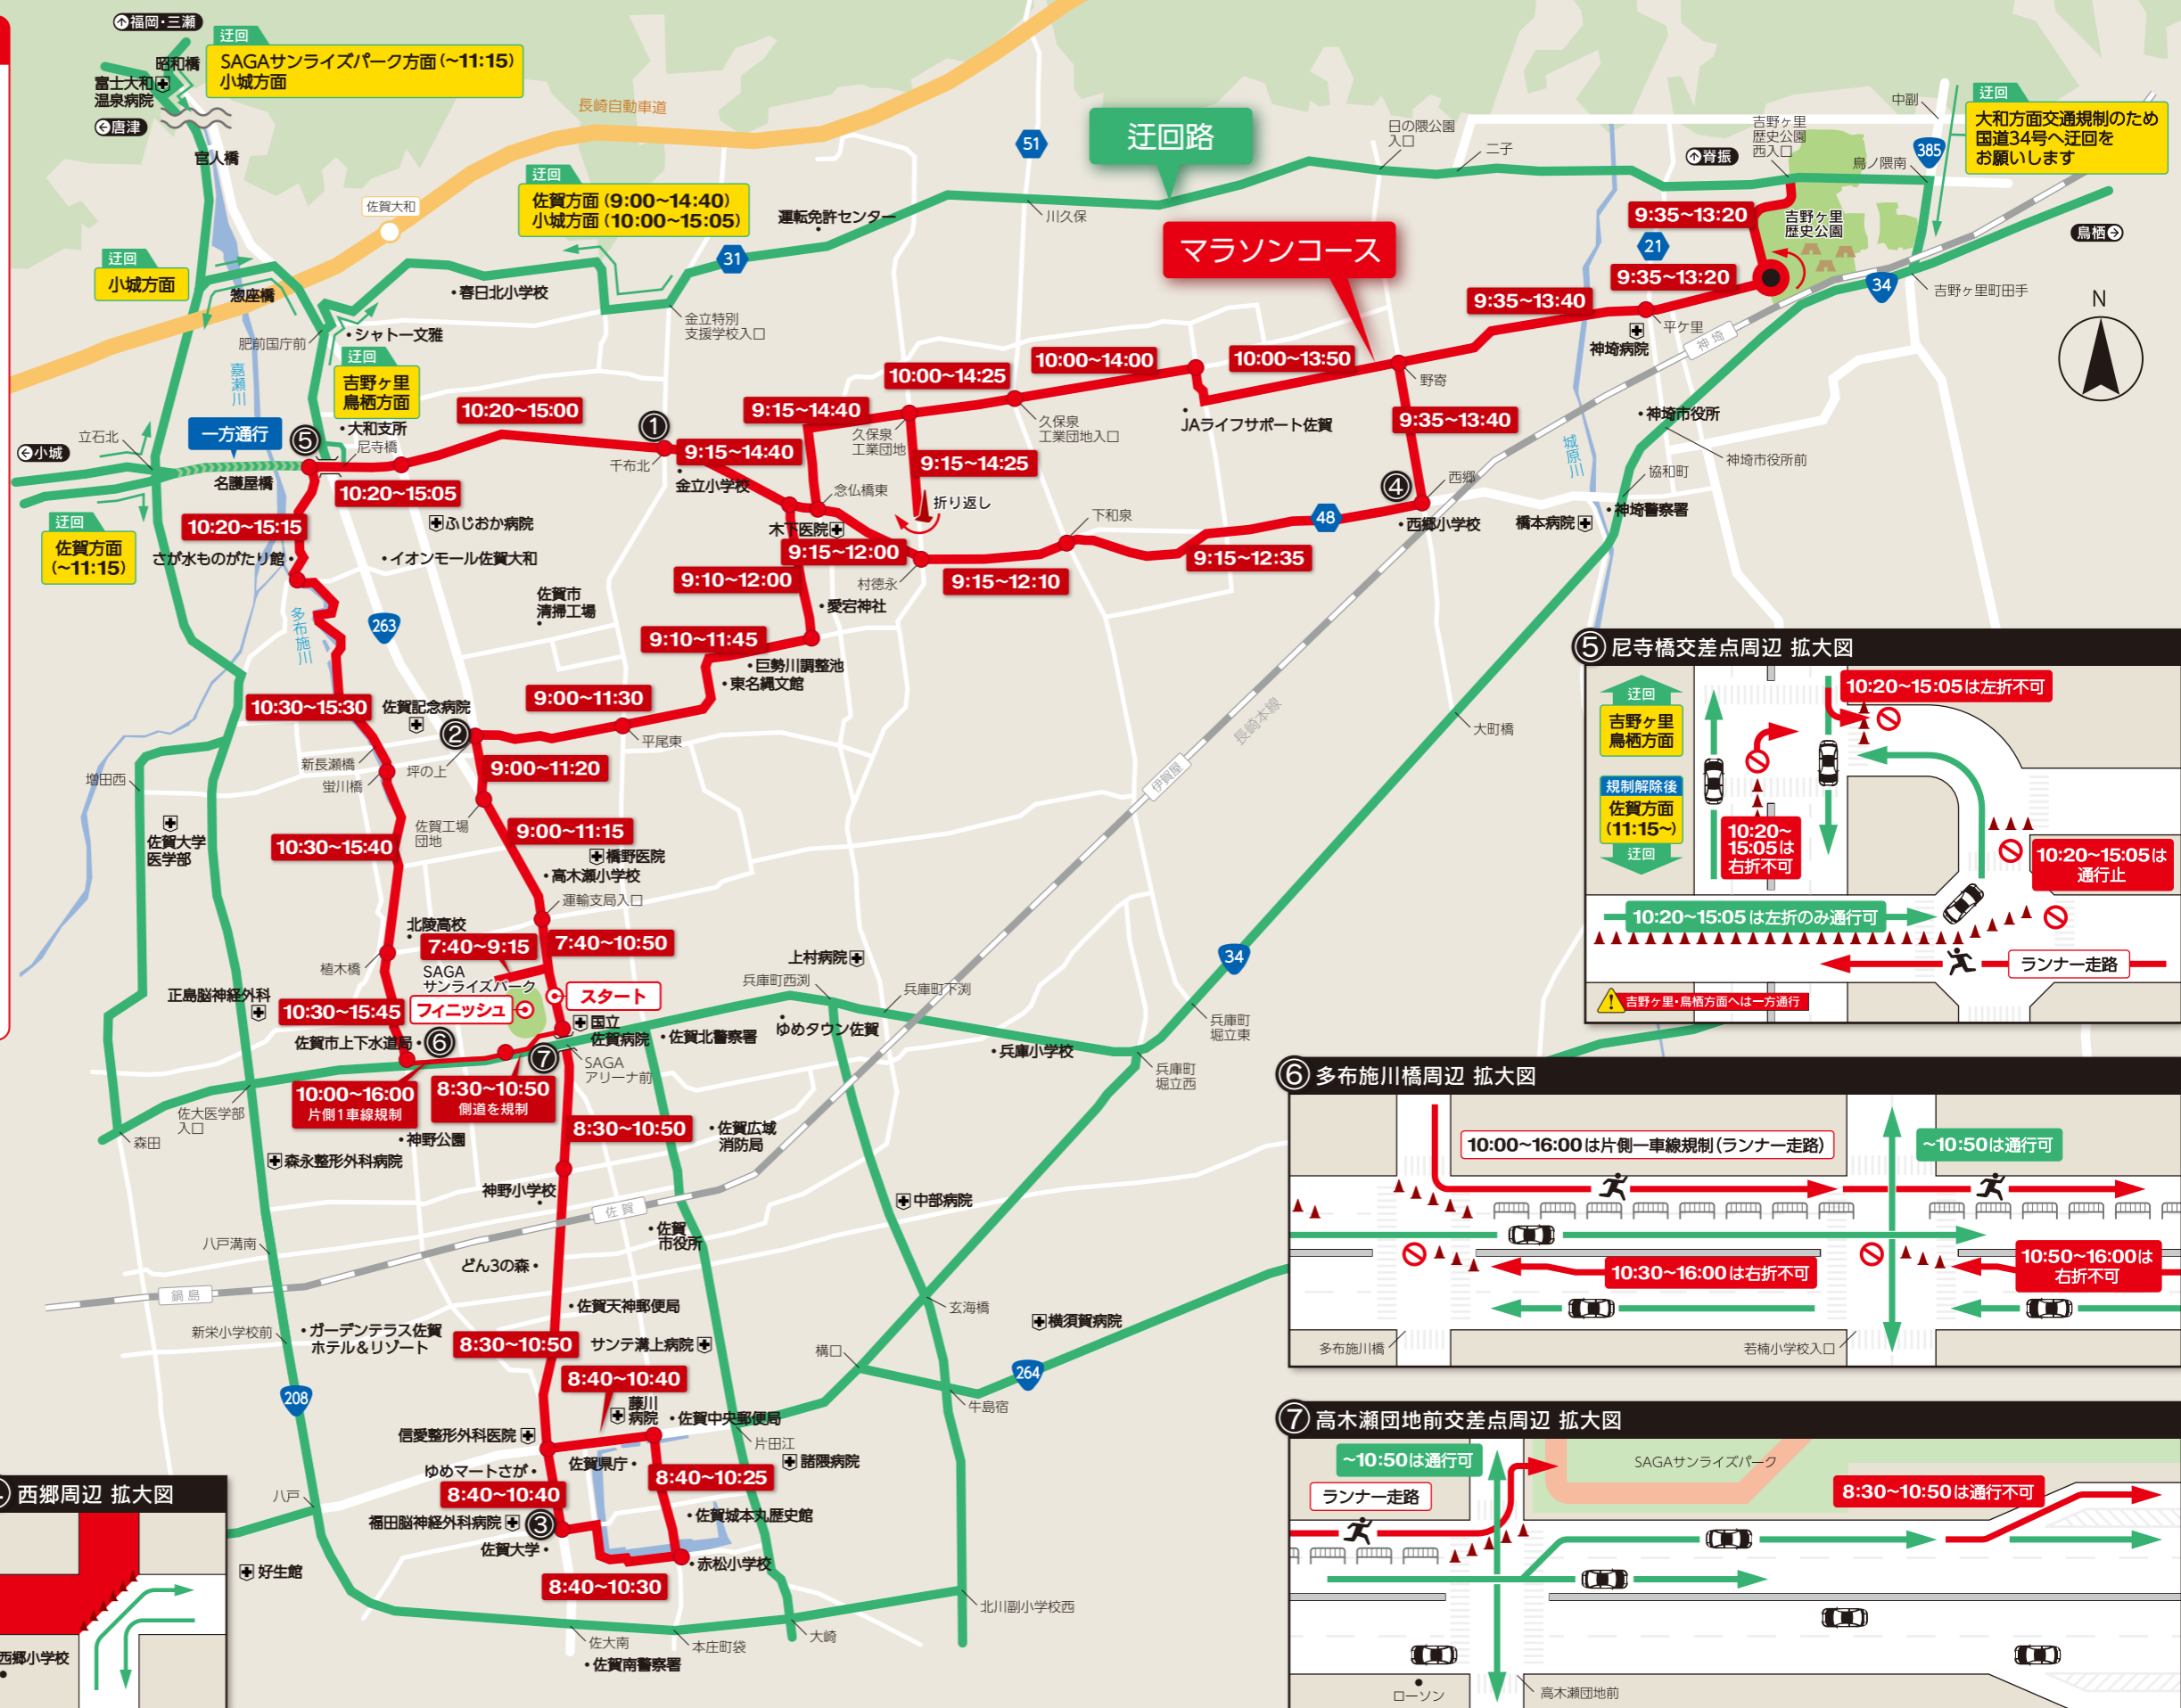 福岡・三瀬
迂回
SAGAサンライズパーク方面(~11:15)
小城方面
昭和橋
富士大和
温泉病院
唐津
官人橋
長崎自動車道
佐賀大和
迂回
佐賀方面(9:00~14:40)
小城方面(10:00~15:05)
運転免許センター
51
迂回路
川久保
日の隈公園
入口
二子
脊振
吉野ヶ里
歴史公園
西入口
中副
385
鳥ノ隈南
迂回
大和方面交通規制のため
国道34号へ迂回を
お願いします
鳥栖
迂回
小城方面
惣座橋
肥前国庁前
・シャトー文雅
・春日北小学校
31
金立特別
支援学校入口
マラソンコース
9:35~13:20
21
9:35~13:20
吉野ヶ里
歴史公園
34
吉野ヶ里町田手
N
9:35~13:40
平ケ里
神埼病院
神埼
嘉瀬川
迂回
吉野ヶ里
鳥栖方面
・大和支所
尼寺橋
一方通行
⑤
立石北
小城
名護屋橋
10:20~15:00
①
千布北
9:15~14:40
・金立小学校
9:15~14:40
久保泉
工業団地
10:00~14:25
10:00~14:00
久保泉
工業団地入口
10:00~13:50
JAライフサポート佐賀
野寄
9:35~13:40
9:15~14:25
折り返し
念仏橋東
下和泉
④
西郷
・西郷小学校
48
城原川
・神埼市役所
神埼市役所前
協和町
・神埼警察署
橋本病院
10:20~15:05
10:20~15:15
迂回
佐賀方面
(~11:15)
さが水ものがたり館・
ふじおか病院
・イオンモール佐賀大和
木下医院
9:15~12:00
村徳永
9:15~12:10
9:15~12:35
9:10~12:00
・愛宕神社
佐賀市
清掃工場
263
多布施川
9:10~11:45
・巨勢川調整池
・東名縄文館
9:00~11:30
10:30~15:30
佐賀記念病院
②
平尾東
坪の上
新長瀬橋
蛍川橋
9:00~11:20
増田西
佐賀大学
医学部
佐賀工場
団地
9:00~11:15
10:30~15:40
橋野医院
・高木瀬小学校
運輸支局入口
長崎本線
伊賀屋
大町橋
北陵高校
7:40~9:15
7:40~10:50
植木橋
SAGA
サンライズパーク
フィニッシュ
スタート
正島脳神経外科
10:30~15:45
佐賀市上下水道局・
⑥
国立
佐賀病院
・佐賀北警察署
⑦
SAGA
アリーナ前
上村病院
兵庫町西渕
兵庫町下渕
ゆめタウン佐賀
・兵庫小学校
34
兵庫町
堀立東
兵庫町
堀立西
10:00~16:00
片側1車線規制
8:30~10:50
側道を規制
佐大医学部
入口
森田
・神野公園
森永整形外科病院
8:30~10:50
・佐賀広域
消防局
神野小学校
佐賀
・佐賀
市役所
中部病院
八戸溝南
鍋島
どん3の森・
・佐賀天神郵便局
新栄小学校前
・ガーデンテラス佐賀
ホテル&リゾート
8:30~10:50
サンテ溝上病院
玄海橋
横須賀病院
構口
264
牛島宿
8:40~10:40
藤川
病院
・佐賀中央郵便局
片田江
208
信愛整形外科医院
佐賀県庁・
諸隈病院
ゆめマートさが・
8:40~10:40
8:40~10:25
八戸
福田脳神経外科病院
③
佐賀大学・
・佐賀城本丸歴史館
・赤松小学校
8:40~10:30
好生館
佐大南
・佐賀南警察署
本庄町袋
大崎
北川副小学校西
西郷周辺 拡大図
西郷小学校
⑤尼寺橋交差点周辺 拡大図
迂回
吉野ヶ里
鳥栖方面
規制解除後
佐賀方面
(11:15~)
迂回
10:20~15:05は左折不可
10:20~
15:05は
右折不可
10:20~15:05は
通行止
10:20~15:05は左折のみ通行可
ランナー走路
吉野ヶ里・鳥栖方面へは一方通行
⑥多布施川橋周辺 拡大図
10:00~16:00は片側一車線規制(ランナー走路)
~10:50は通行可
10:30~16:00は右折不可
10:50~16:00は
右折不可
多布施川橋
若楠小学校入口
⑦高木瀬団地前交差点周辺 拡大図
~10:50は通行可
ランナー走路
SAGAサンライズパーク
8:30~10:50は通行不可
ローソン
高木瀬団地前